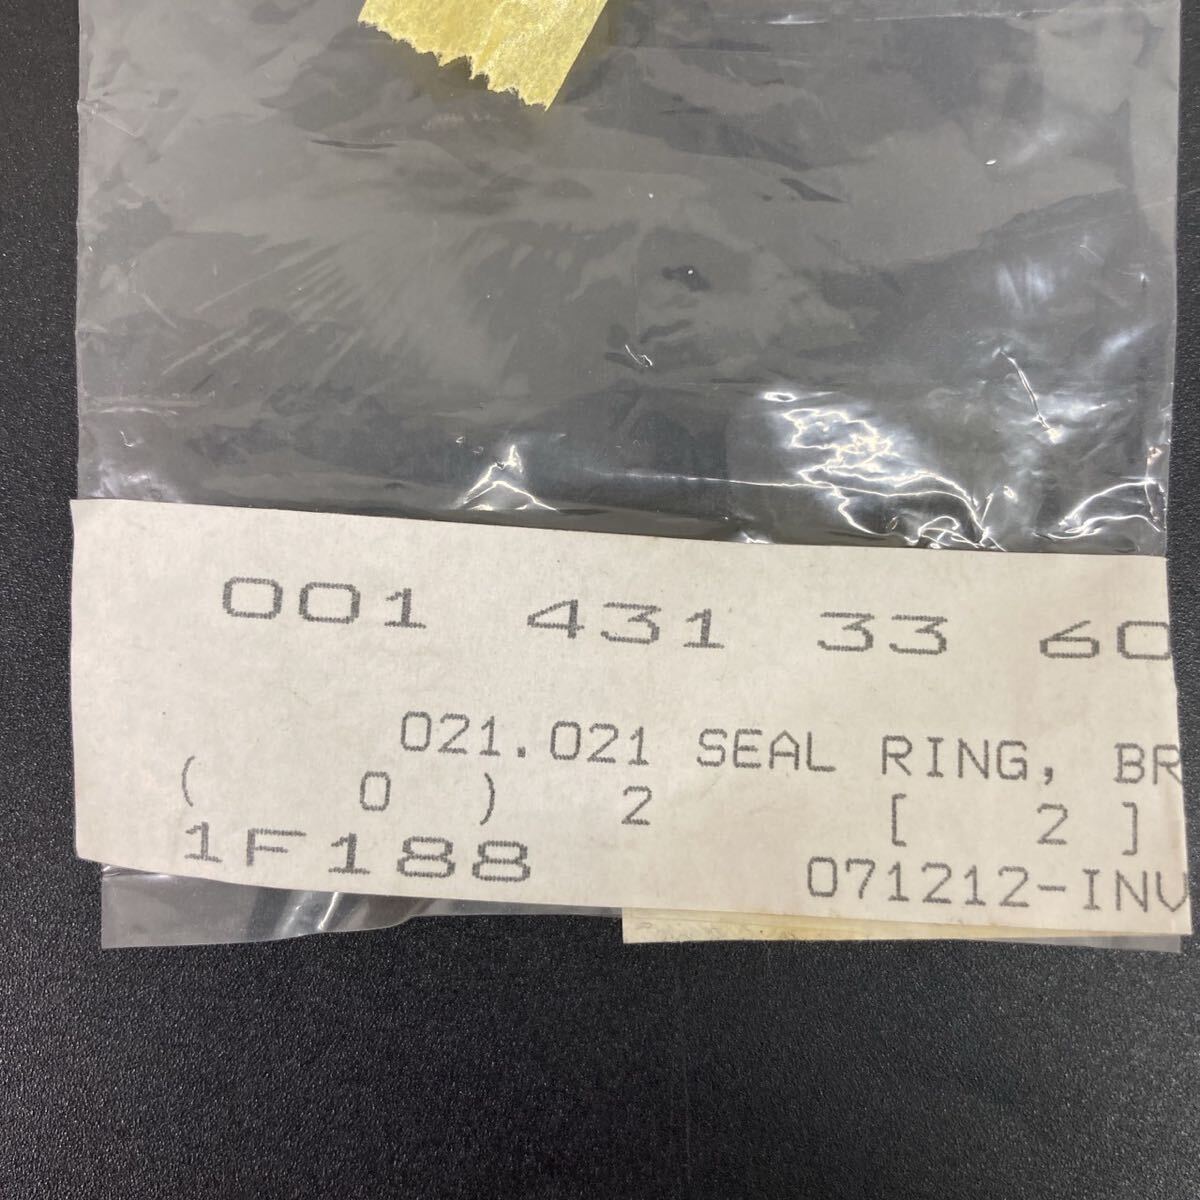 001 431 33 60
021.021 SEAL RING, BR
( 0 ) 2 [ 2 ]
1F188 071212-INV